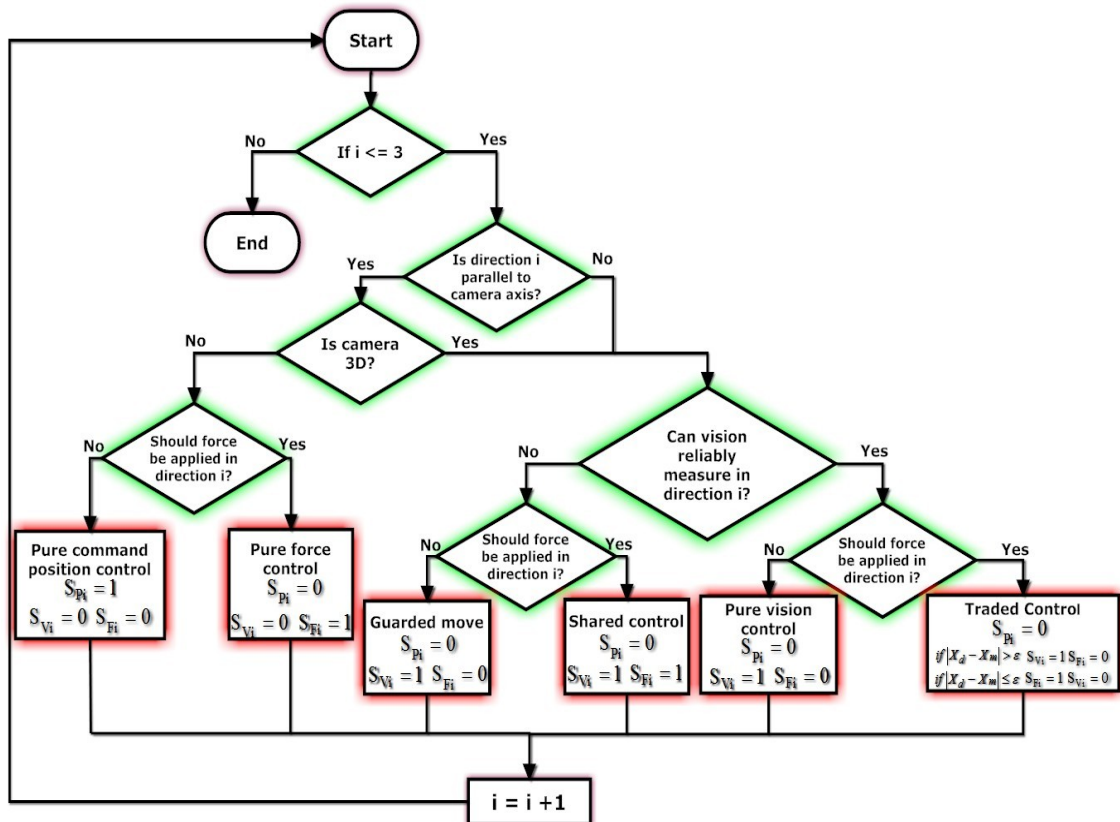 Start
If i <= 3
No
Yes
End
Is direction i
parallel to
camera axis?
Yes
No
Is camera
3D?
No
Yes
Should force
be applied in
direction i?
No
Yes
Can vision
reliably
measure in
direction i?
No
Yes
Should force
be applied in
direction i?
No
Yes
Should force
be applied in
direction i?
No
Yes
Pure command
position control
S_Pi = 1
S_Vi = 0 S_Fi = 0
Pure force
control
S_Pi = 0
S_Vi = 0 S_Fi = 1
Guarded move
S_Pi = 0
S_Vi = 1 S_Fi = 0
Shared control
S_Pi = 0
S_Vi = 1 S_Fi = 1
Pure vision
control
S_Pi = 0
S_Vi = 1 S_Fi = 0
Traded Control
S_Pi = 0
if |X_d − X_m| > ε S_Vi = 1 S_Fi = 0
if |X_d − X_m| ≤ ε S_Fi = 1 S_Vi = 0
i = i +1